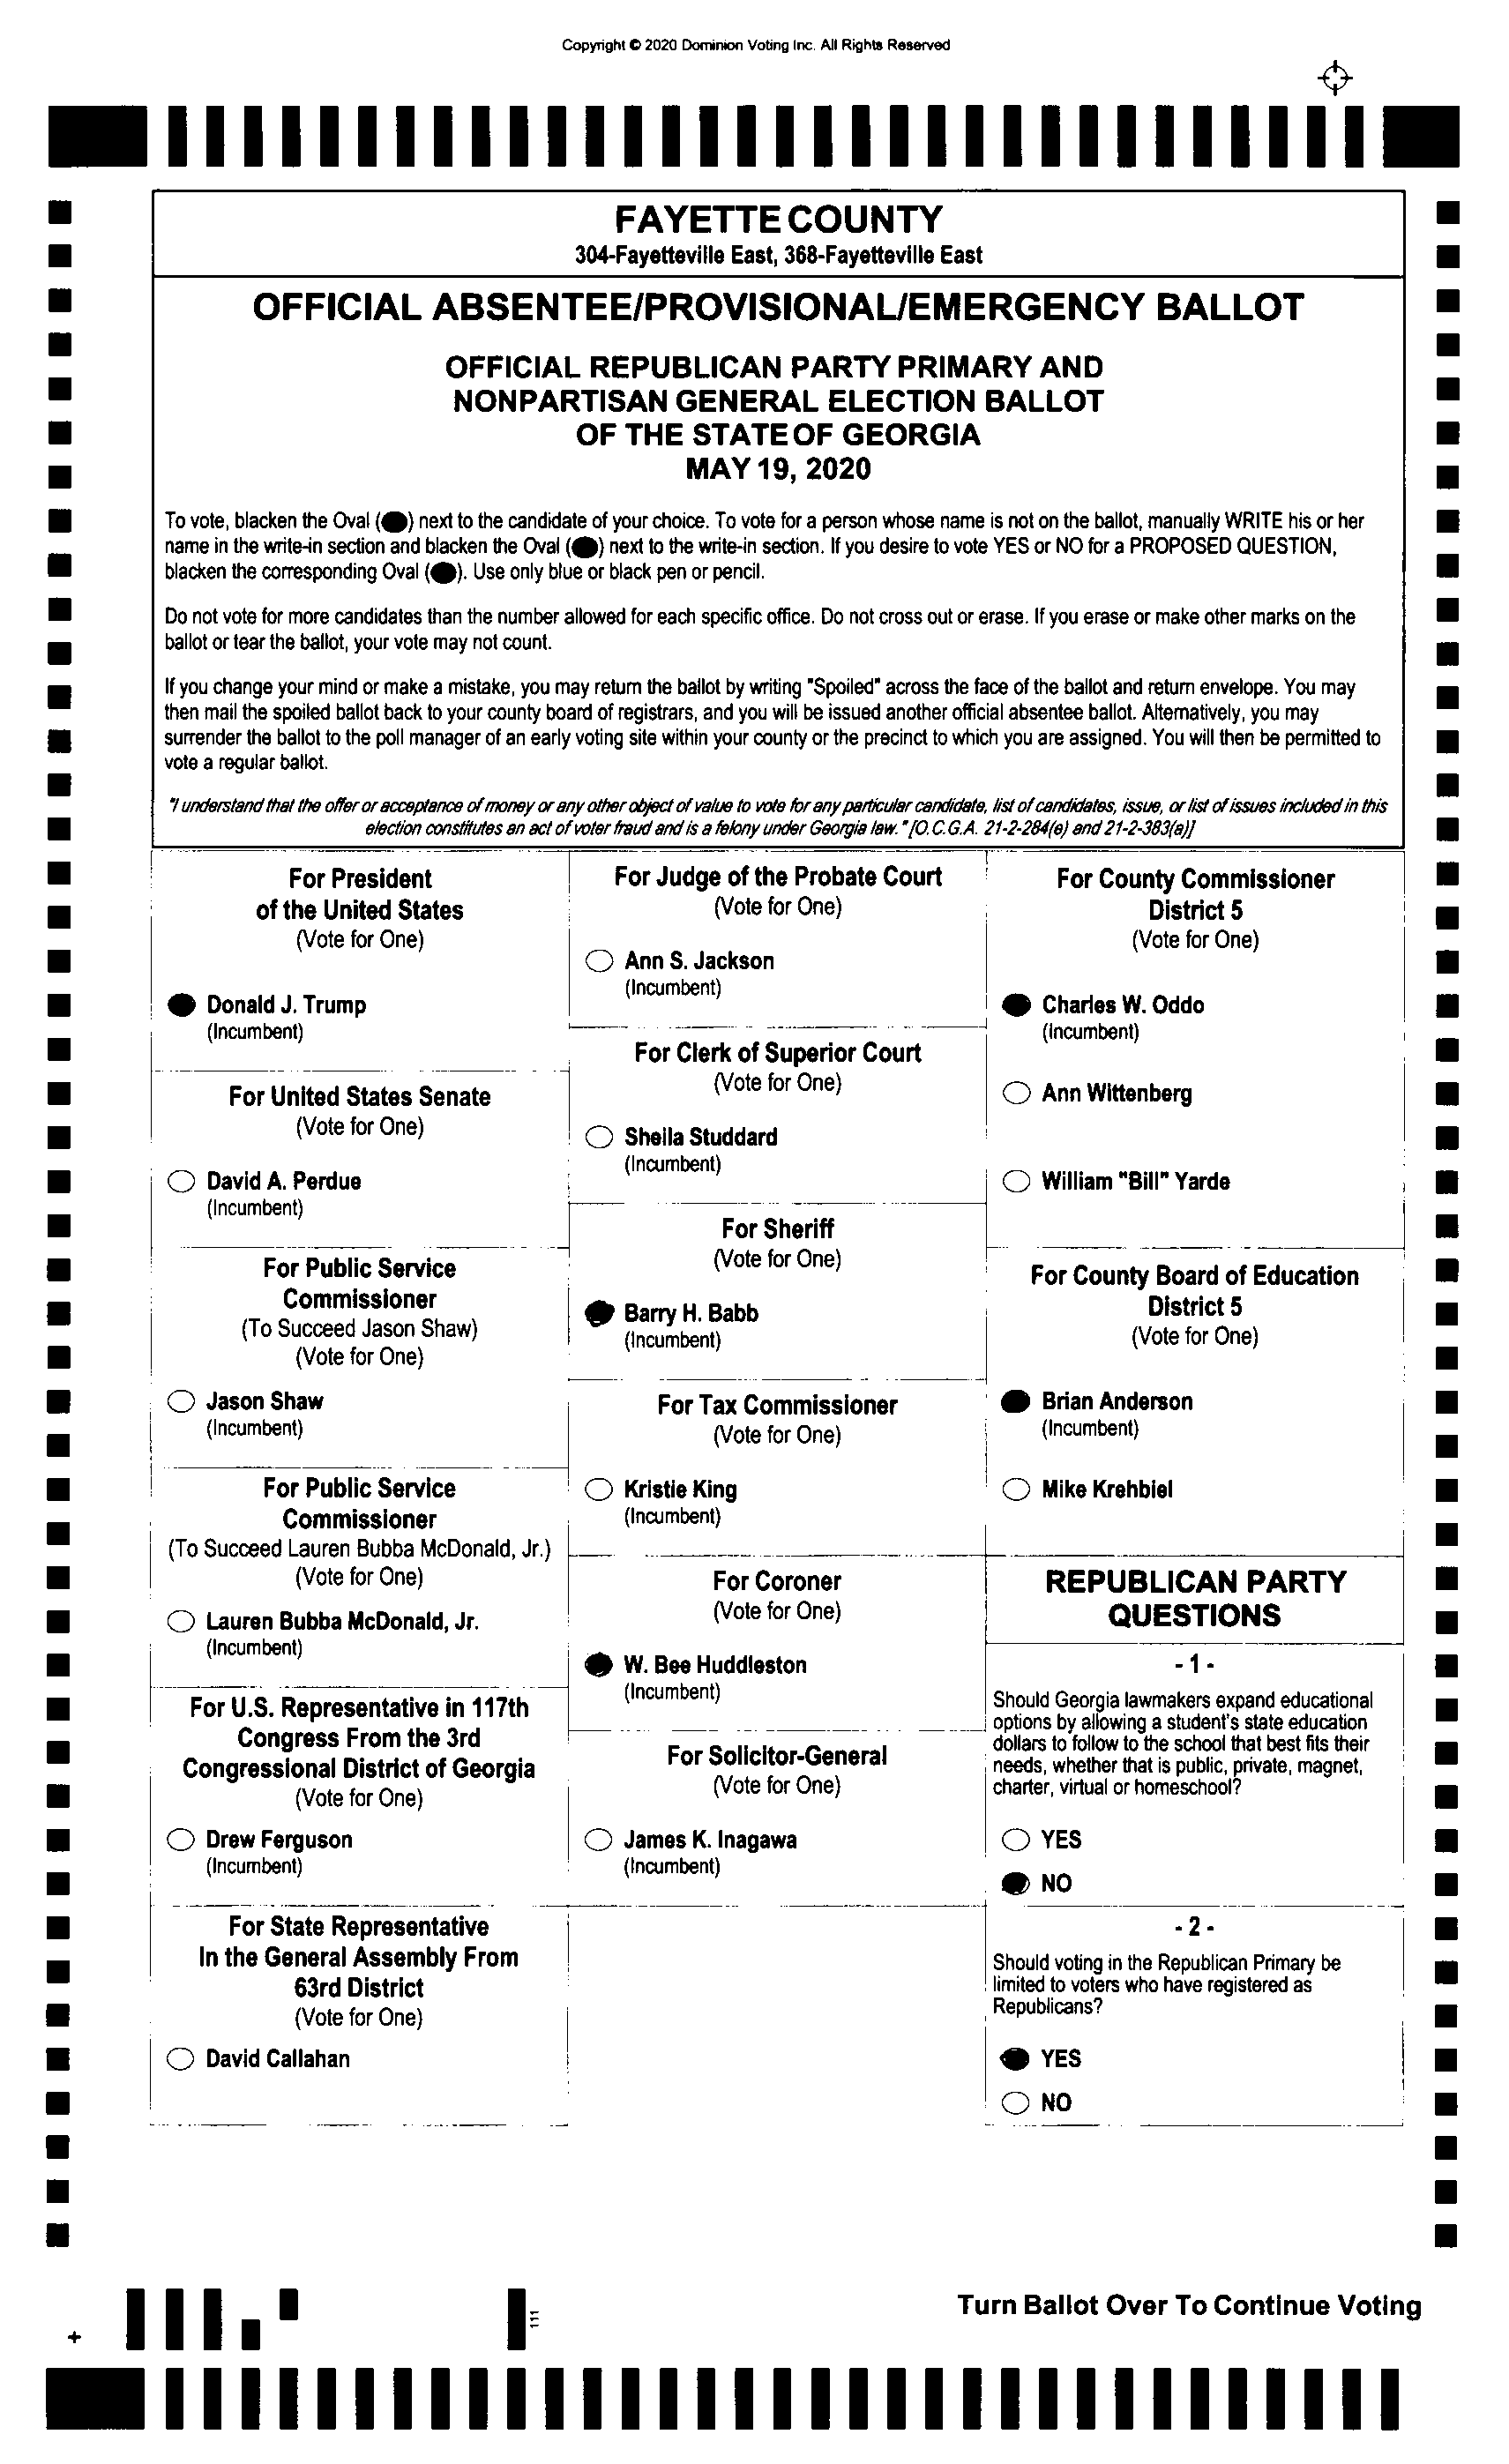 Copyright © 2020 Dominion Voting Inc. All Rights Reserved
FAYETTE COUNTY
304-Fayetteville East, 368-Fayetteville East
OFFICIAL ABSENTEE/PROVISIONAL/EMERGENCY BALLOT
OFFICIAL REPUBLICAN PARTY PRIMARY AND
NONPARTISAN GENERAL ELECTION BALLOT
OF THE STATE OF GEORGIA
MAY 19, 2020
To vote, blacken the Oval (⬬) next to the candidate of your choice. To vote for a person whose name is not on the ballot, manually WRITE his or her
name in the write-in section and blacken the Oval (⬬) next to the write-in section. If you desire to vote YES or NO for a PROPOSED QUESTION,
blacken the corresponding Oval (⬬). Use only blue or black pen or pencil.
Do not vote for more candidates than the number allowed for each specific office. Do not cross out or erase. If you erase or make other marks on the
ballot or tear the ballot, your vote may not count.
If you change your mind or make a mistake, you may return the ballot by writing "Spoiled" across the face of the ballot and return envelope. You may
then mail the spoiled ballot back to your county board of registrars, and you will be issued another official absentee ballot. Alternatively, you may
surrender the ballot to the poll manager of an early voting site within your county or the precinct to which you are assigned. You will then be permitted to
vote a regular ballot.
"I understand that the offer or acceptance of money or any other object of value to vote for any particular candidate, list of candidates, issue, or list of issues included in this
election constitutes an act of voter fraud and is a felony under Georgia law." [O.C.G.A. 21-2-284(e) and 21-2-383(a)]
For President
of the United States
(Vote for One)
Donald J. Trump
(Incumbent)
For United States Senate
(Vote for One)
David A. Perdue
(Incumbent)
For Public Service
Commissioner
(To Succeed Jason Shaw)
(Vote for One)
Jason Shaw
(Incumbent)
For Public Service
Commissioner
(To Succeed Lauren Bubba McDonald, Jr.)
(Vote for One)
Lauren Bubba McDonald, Jr.
(Incumbent)
For U.S. Representative in 117th
Congress From the 3rd
Congressional District of Georgia
(Vote for One)
Drew Ferguson
(Incumbent)
For State Representative
In the General Assembly From
63rd District
(Vote for One)
David Callahan
For Judge of the Probate Court
(Vote for One)
Ann S. Jackson
(Incumbent)
For Clerk of Superior Court
(Vote for One)
Sheila Studdard
(Incumbent)
For Sheriff
(Vote for One)
Barry H. Babb
(Incumbent)
For Tax Commissioner
(Vote for One)
Kristie King
(Incumbent)
For Coroner
(Vote for One)
W. Bee Huddleston
(Incumbent)
For Solicitor-General
(Vote for One)
James K. Inagawa
(Incumbent)
For County Commissioner
District 5
(Vote for One)
Charles W. Oddo
(Incumbent)
Ann Wittenberg
William "Bill" Yarde
For County Board of Education
District 5
(Vote for One)
Brian Anderson
(Incumbent)
Mike Krehbiel
REPUBLICAN PARTY
QUESTIONS
- 1 -
Should Georgia lawmakers expand educational
options by allowing a student's state education
dollars to follow to the school that best fits their
needs, whether that is public, private, magnet,
charter, virtual or homeschool?
YES
NO
- 2 -
Should voting in the Republican Primary be
limited to voters who have registered as
Republicans?
YES
NO
Turn Ballot Over To Continue Voting
111
+